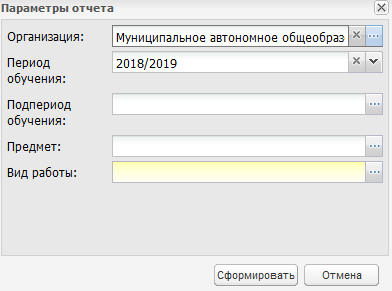 Параметры отчета
Организация: Муниципальное автономное общеобраз
Период обучения: 2018/2019
Подпериод обучения:
Предмет:
Вид работы:
Сформировать Отмена